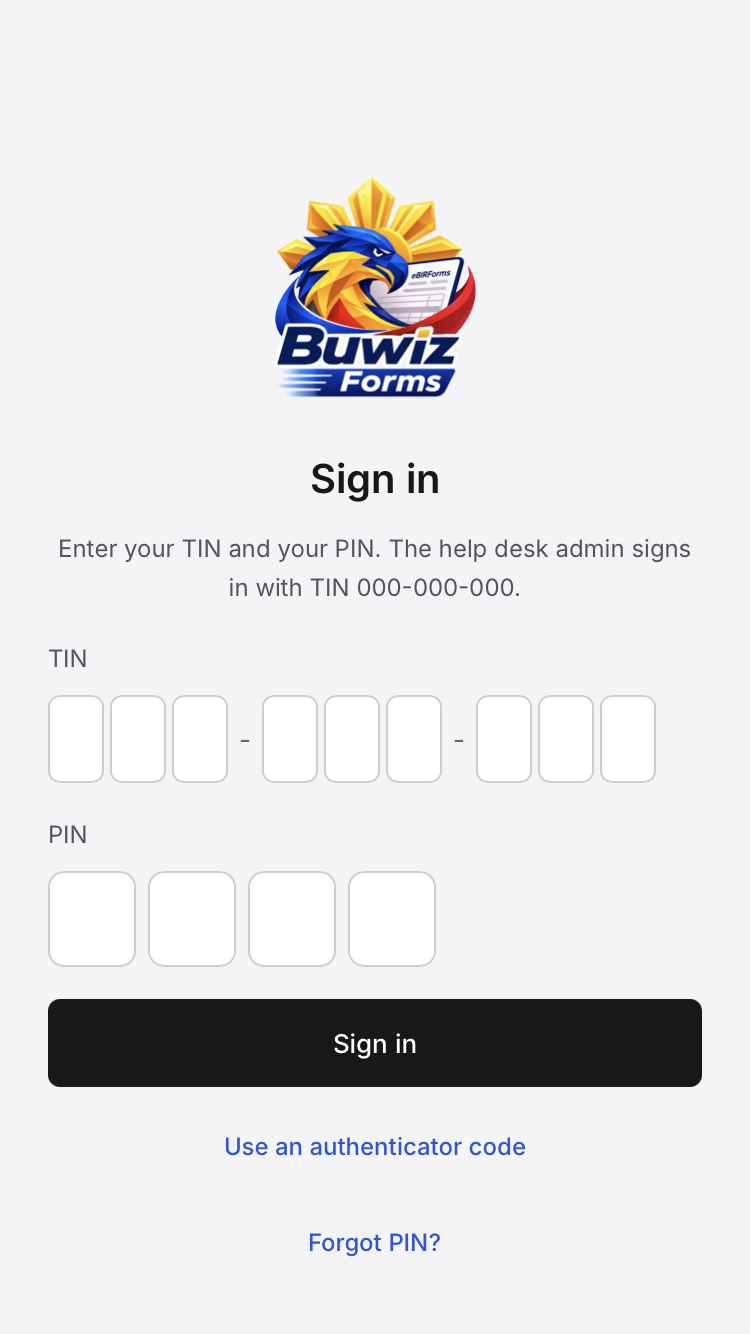 eBIRForms
Buwiz
Forms
Sign in
Enter your TIN and your PIN. The help desk admin signs
in with TIN 000-000-000.
TIN
- -
PIN
Sign in
Use an authenticator code
Forgot PIN?